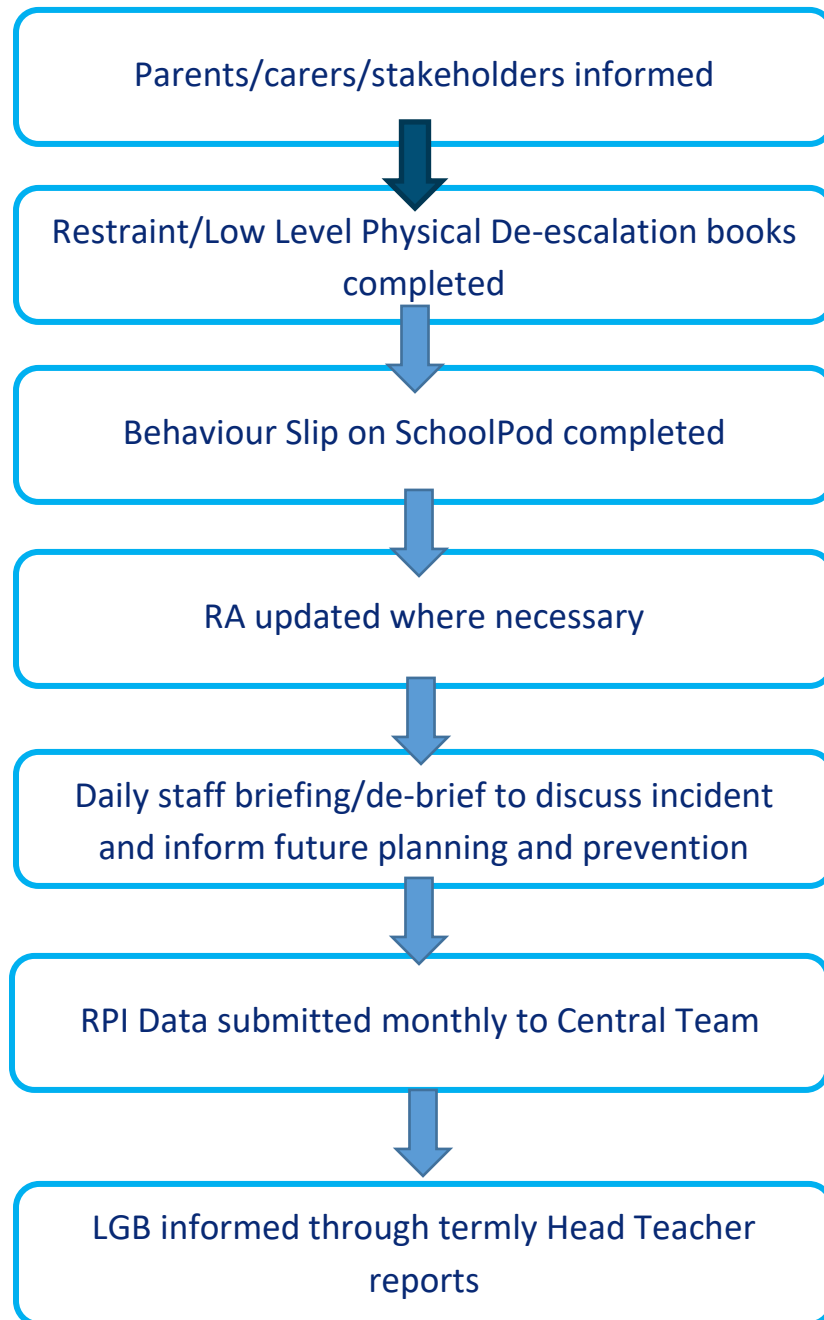 Parents/carers/stakeholders informed
Restraint/Low Level Physical De-escalation books
completed
Behaviour Slip on SchoolPod completed
RA updated where necessary
Daily staff briefing/de-brief to discuss incident
and inform future planning and prevention
RPI Data submitted monthly to Central Team
LGB informed through termly Head Teacher
reports